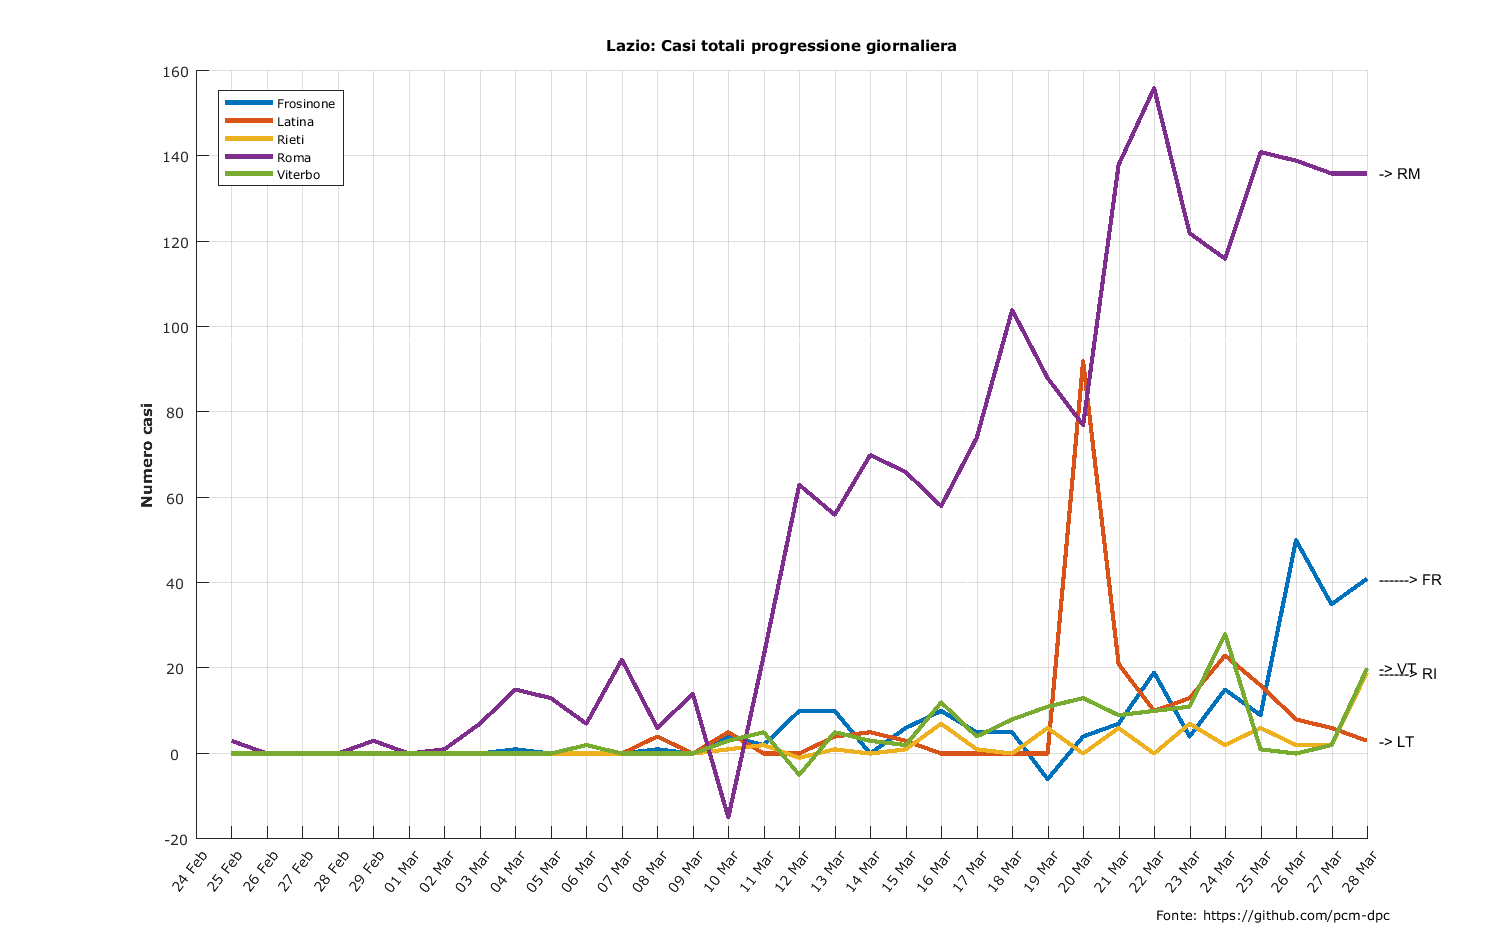 Lazio: Casi totali progressione giornaliera
160
140
120
100
80
60
40
20
0
-20
Numero casi
Frosinone
Latina
Rieti
Roma
Viterbo
-> RM
------> FR
-> VT
------> RI
-> LT
24 Feb
25 Feb
26 Feb
27 Feb
28 Feb
29 Feb
01 Mar
02 Mar
03 Mar
04 Mar
05 Mar
06 Mar
07 Mar
08 Mar
09 Mar
10 Mar
11 Mar
12 Mar
13 Mar
14 Mar
15 Mar
16 Mar
17 Mar
18 Mar
19 Mar
20 Mar
21 Mar
22 Mar
23 Mar
24 Mar
25 Mar
26 Mar
27 Mar
28 Mar
Fonte: https://github.com/pcm-dpc